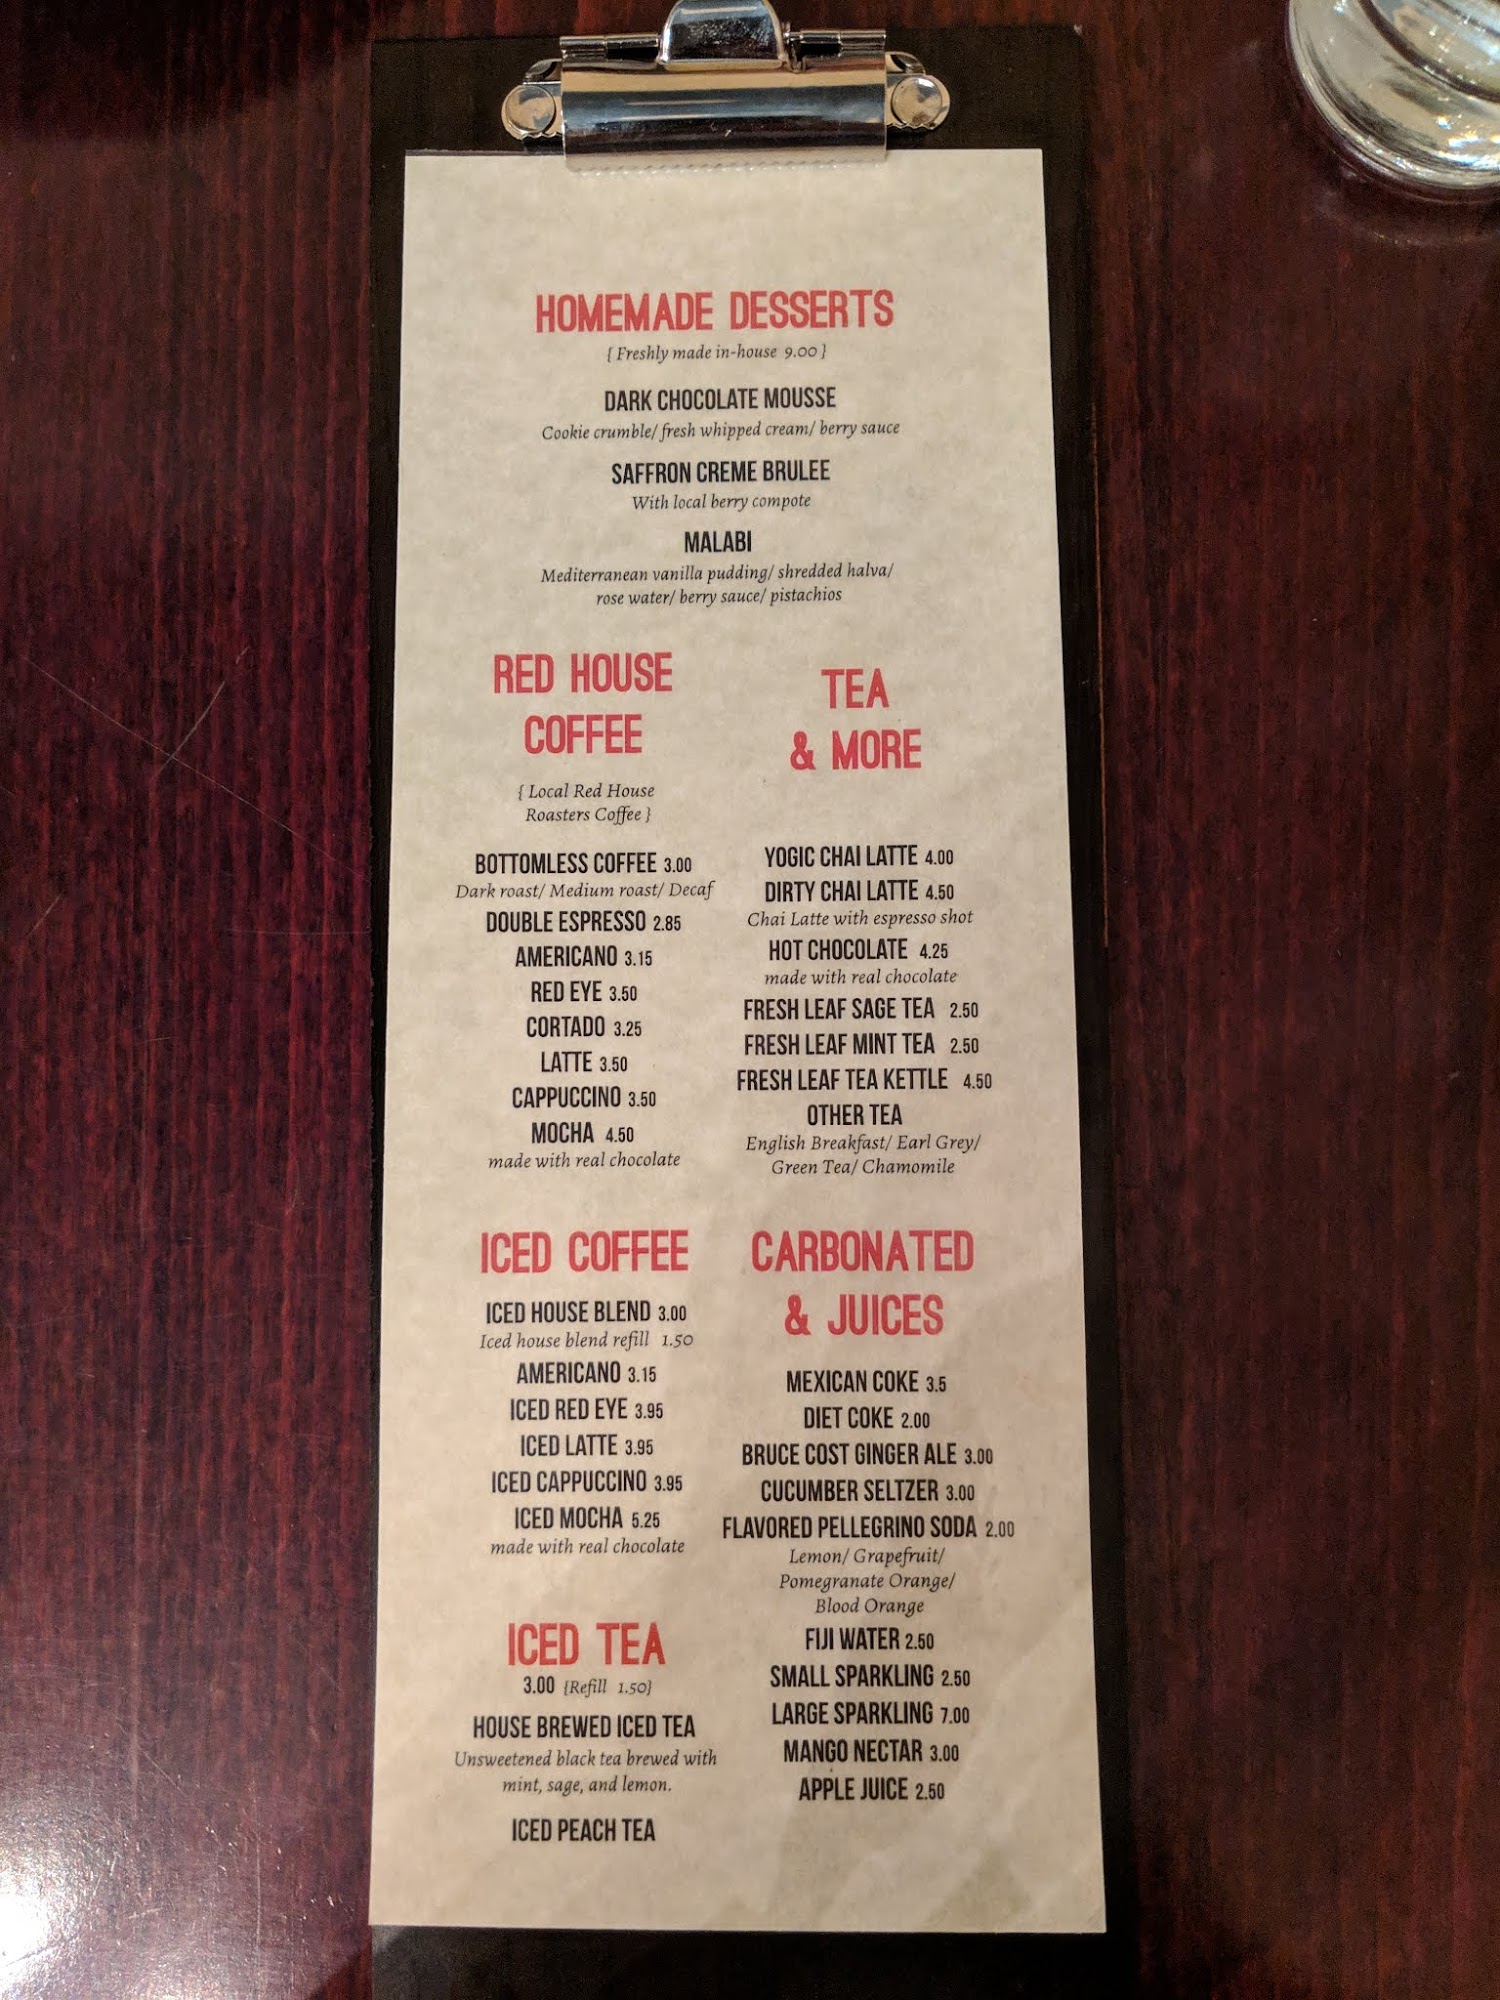 HOMEMADE DESSERTS
{ Freshly made in-house 9.00 }
DARK CHOCOLATE MOUSSE
Cookie crumble/ fresh whipped cream/ berry sauce
SAFFRON CREME BRULEE
With local berry compote
MALABI
Mediterranean vanilla pudding/ shredded halva/
rose water/ berry sauce/ pistachios
RED HOUSE
COFFEE
{ Local Red House
Roasters Coffee }
BOTTOMLESS COFFEE 3.00
Dark roast/ Medium roast/ Decaf
DOUBLE ESPRESSO 2.85
AMERICANO 3.15
RED EYE 3.50
CORTADO 3.25
LATTE 3.50
CAPPUCCINO 3.50
MOCHA 4.50
made with real chocolate
TEA
& MORE
YOGIC CHAI LATTE 4.00
DIRTY CHAI LATTE 4.50
Chai Latte with espresso shot
HOT CHOCOLATE 4.25
made with real chocolate
FRESH LEAF SAGE TEA 2.50
FRESH LEAF MINT TEA 2.50
FRESH LEAF TEA KETTLE 4.50
OTHER TEA
English Breakfast/ Earl Grey/
Green Tea/ Chamomile
ICED COFFEE
ICED HOUSE BLEND 3.00
Iced house blend refill 1.50
AMERICANO 3.15
ICED RED EYE 3.95
ICED LATTE 3.95
ICED CAPPUCCINO 3.95
ICED MOCHA 5.25
made with real chocolate
ICED TEA
3.00 {Refill 1.50}
HOUSE BREWED ICED TEA
Unsweetened black tea brewed with
mint, sage, and lemon.
ICED PEACH TEA
CARBONATED
& JUICES
MEXICAN COKE 3.5
DIET COKE 2.00
BRUCE COST GINGER ALE 3.00
CUCUMBER SELTZER 3.00
FLAVORED PELLEGRINO SODA 2.00
Lemon/ Grapefruit/
Pomegranate Orange/
Blood Orange
FIJI WATER 2.50
SMALL SPARKLING 2.50
LARGE SPARKLING 7.00
MANGO NECTAR 3.00
APPLE JUICE 2.50